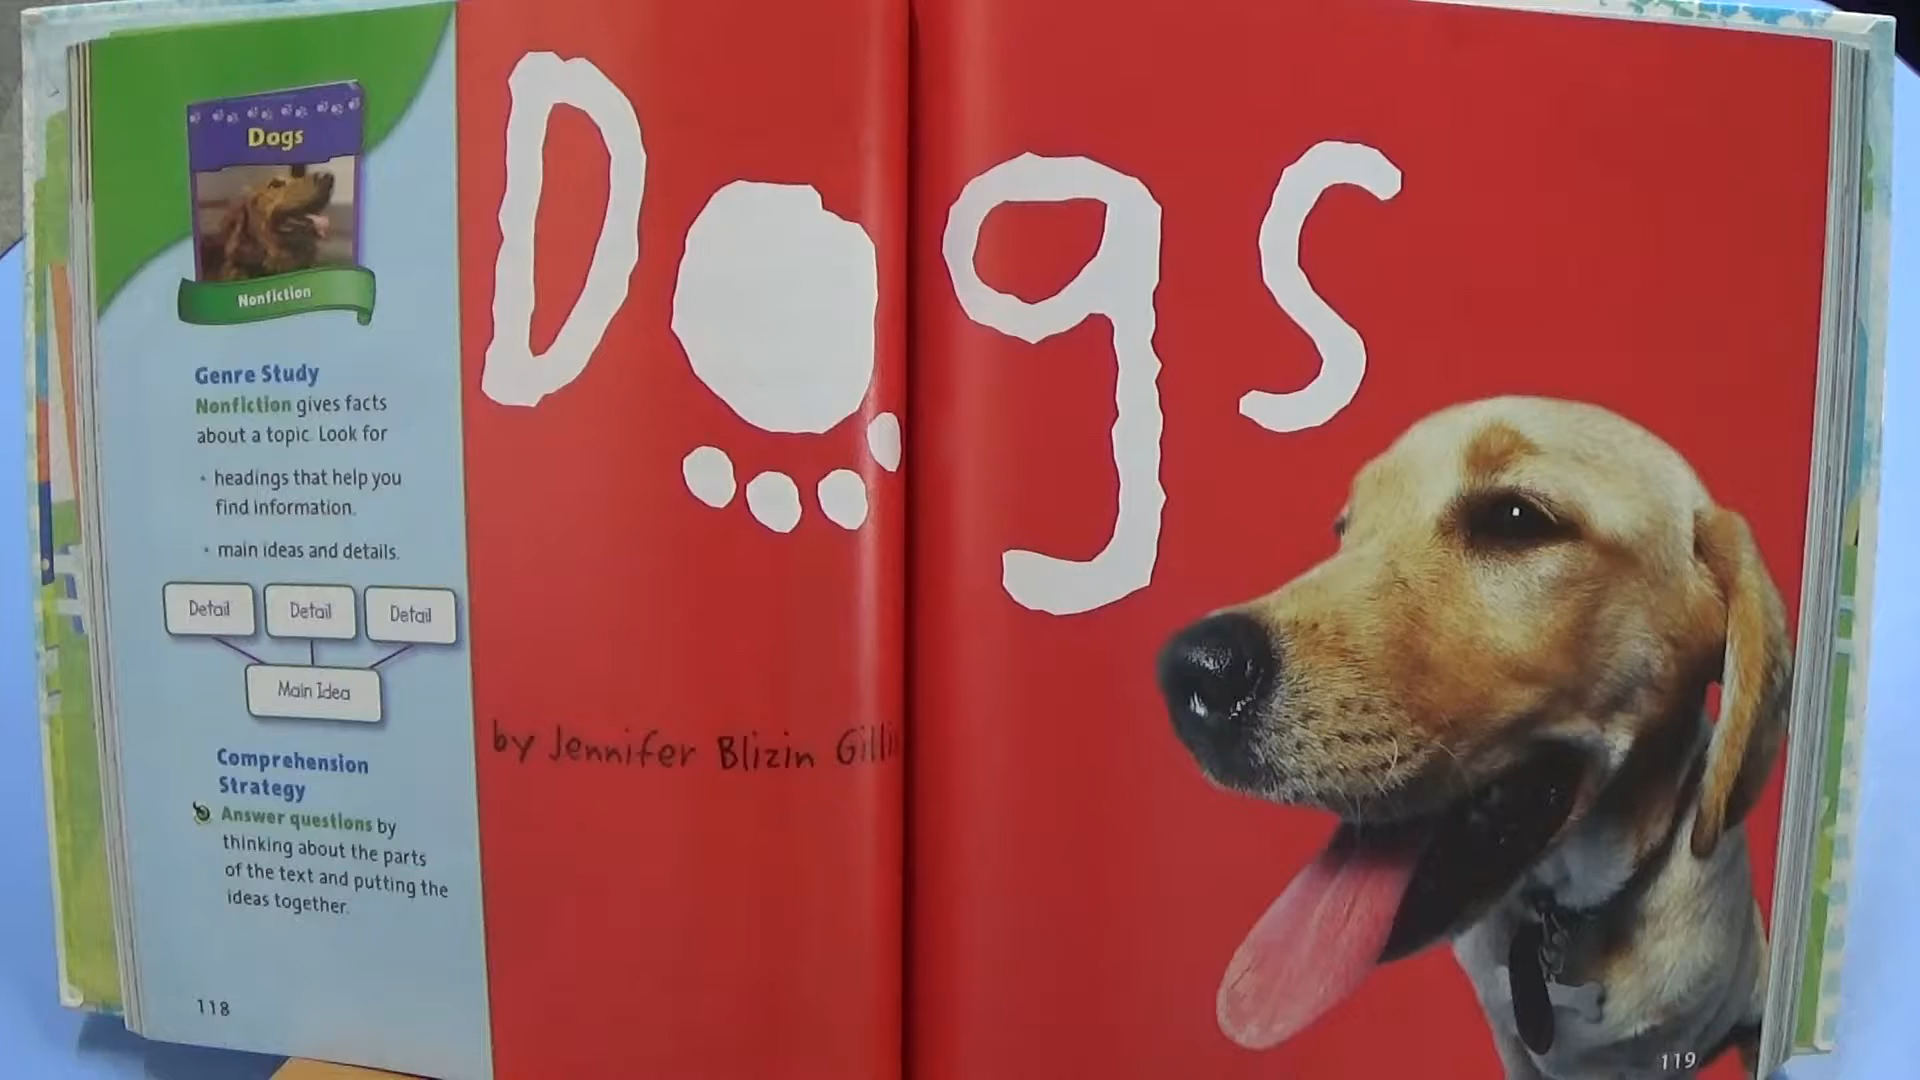 Dogs
Nonfiction
Genre Study
Nonfiction gives facts
about a topic. Look for
• headings that help you
find information.
• main ideas and details.
Detail Detail Detail
Main Idea
Comprehension
Strategy
Answer questions by
thinking about the parts
of the text and putting the
ideas together.
118
Dogs
by Jennifer Blizin
119